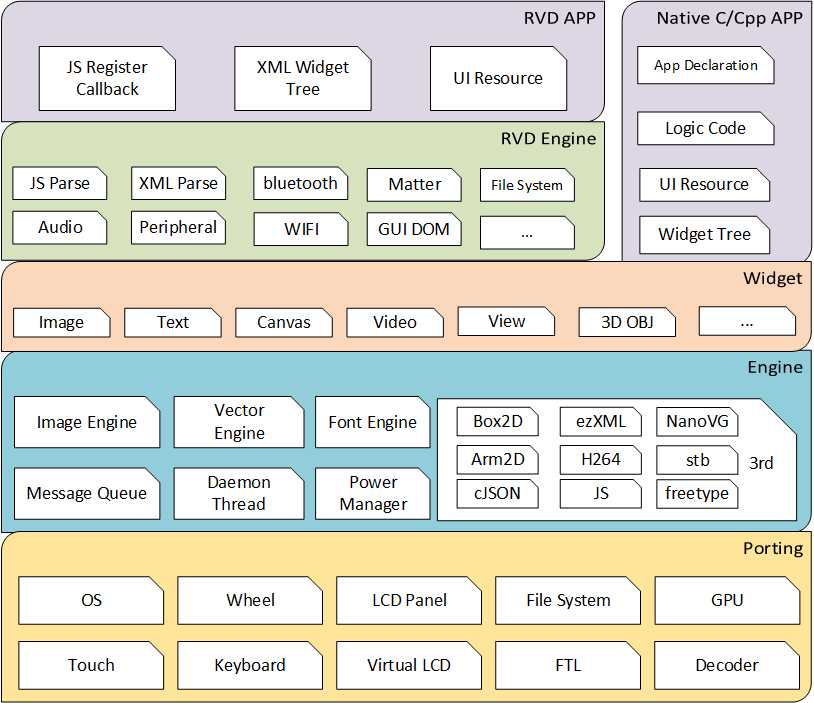 RVD APP
JS Register
Callback
XML Widget
Tree
UI Resource
Native C/Cpp APP
App Declaration
Logic Code
UI Resource
Widget Tree
RVD Engine
JS Parse
XML Parse
bluetooth
Matter
File System
Audio
Peripheral
WIFI
GUI DOM
...
Widget
Image
Text
Canvas
Video
View
3D OBJ
...
Engine
Image Engine
Vector
Engine
Font Engine
Message Queue
Daemon
Thread
Power
Manager
Box2D
ezXML
NanoVG
Arm2D
H264
stb
3rd
cJSON
JS
freetype
Porting
OS
Wheel
LCD Panel
File System
GPU
Touch
Keyboard
Virtual LCD
FTL
Decoder